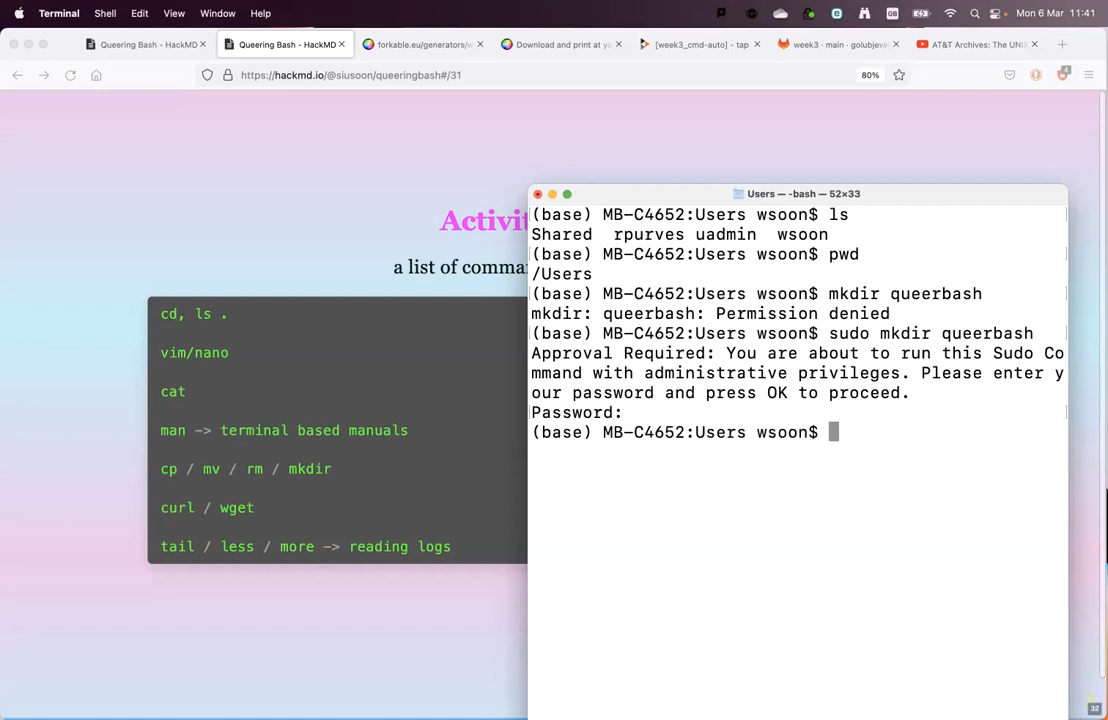 Terminal Shell Edit View Window Help GB Mon 6 Mar 11:41
Queering Bash - HackMD Queering Bash - HackMD forkable.eu/generators/ Download and print at yo [week3_cmd-auto] - tap week3 · main · golubjeva AT&T Archives: The UNI
https://hackmd.io/@siusoon/queeringbash#/31 80% 4
Activit
a list of comma
cd, ls .
vim/nano
cat
man -> terminal based manuals
cp / mv / rm / mkdir
curl / wget
tail / less / more -> reading logs
Users — -bash — 52×33
(base) MB-C4652:Users wsoon$ ls
Shared rpurves uadmin wsoon
(base) MB-C4652:Users wsoon$ pwd
/Users
(base) MB-C4652:Users wsoon$ mkdir queerbash
mkdir: queerbash: Permission denied
(base) MB-C4652:Users wsoon$ sudo mkdir queerbash
Approval Required: You are about to run this Sudo Co
mmand with administrative privileges. Please enter y
our password and press OK to proceed.
Password:
(base) MB-C4652:Users wsoon$
32